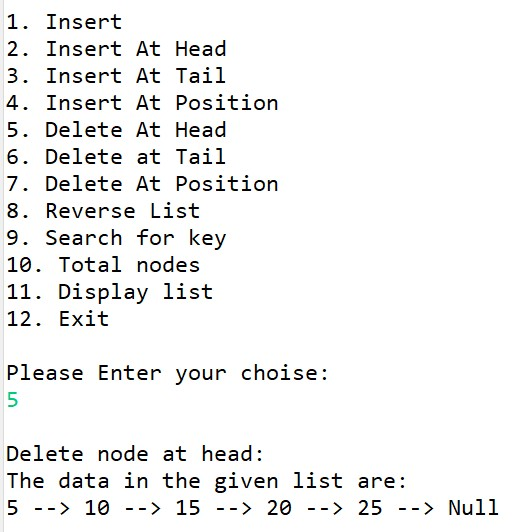 1. Insert
2. Insert At Head
3. Insert At Tail
4. Insert At Position
5. Delete At Head
6. Delete at Tail
7. Delete At Position
8. Reverse List
9. Search for key
10. Total nodes
11. Display list
12. Exit
Please Enter your choise:
5
Delete node at head:
The data in the given list are:
5 --> 10 --> 15 --> 20 --> 25 --> Null